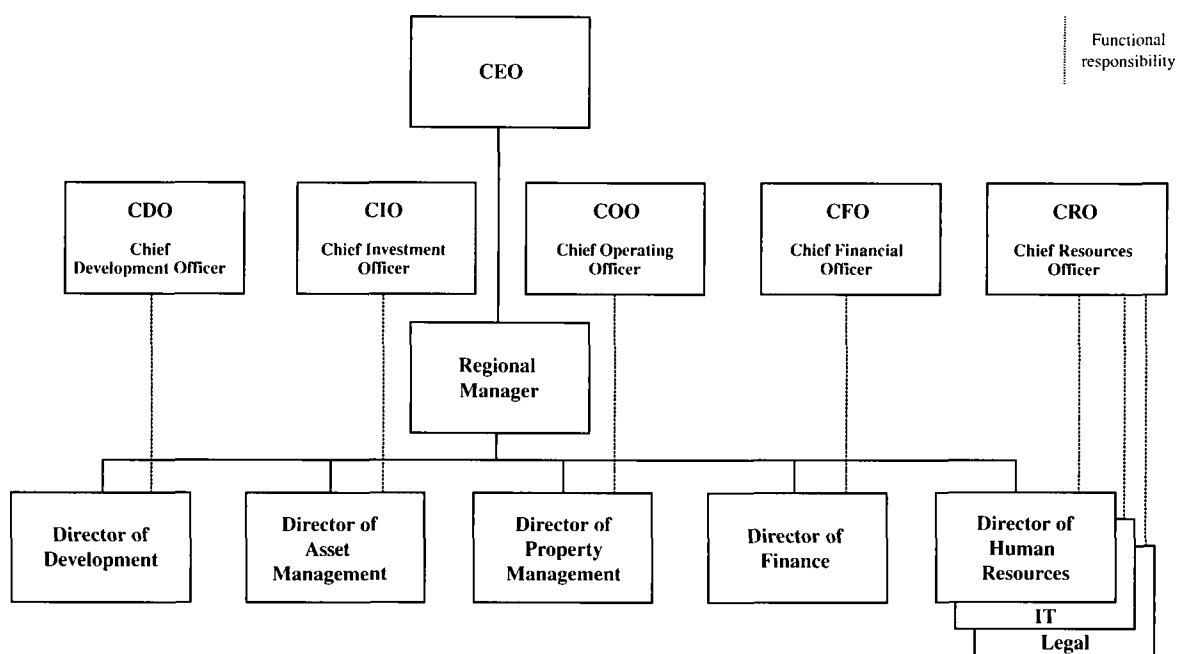 CEO
Functional
responsibility
CDO
Chief
Development Officer
CIO
Chief Investment
Officer
COO
Chief Operating
Officer
CFO
Chief Financial
Officer
CRO
Chief Resources
Officer
Regional
Manager
Director of
Development
Director of
Asset
Management
Director of
Property
Management
Director of
Finance
Director of
Human
Resources
IT
Legal